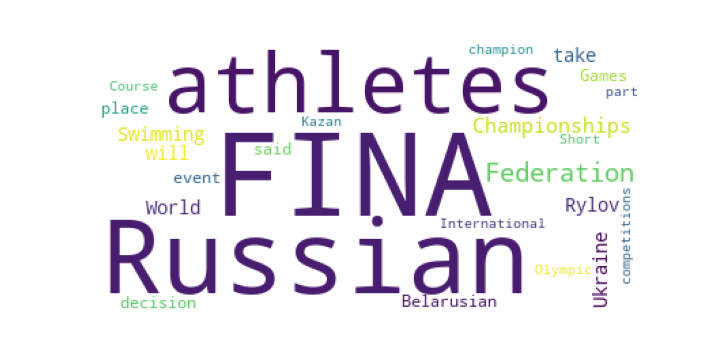 champion
athletes
take
Games
Course
part
place
Kazan
Championships
Swimming
Short
said
will
FINA
Federation
event
World
Rylov
International
Russian
Ukraine
competitions
Olympic
decision
Belarusian